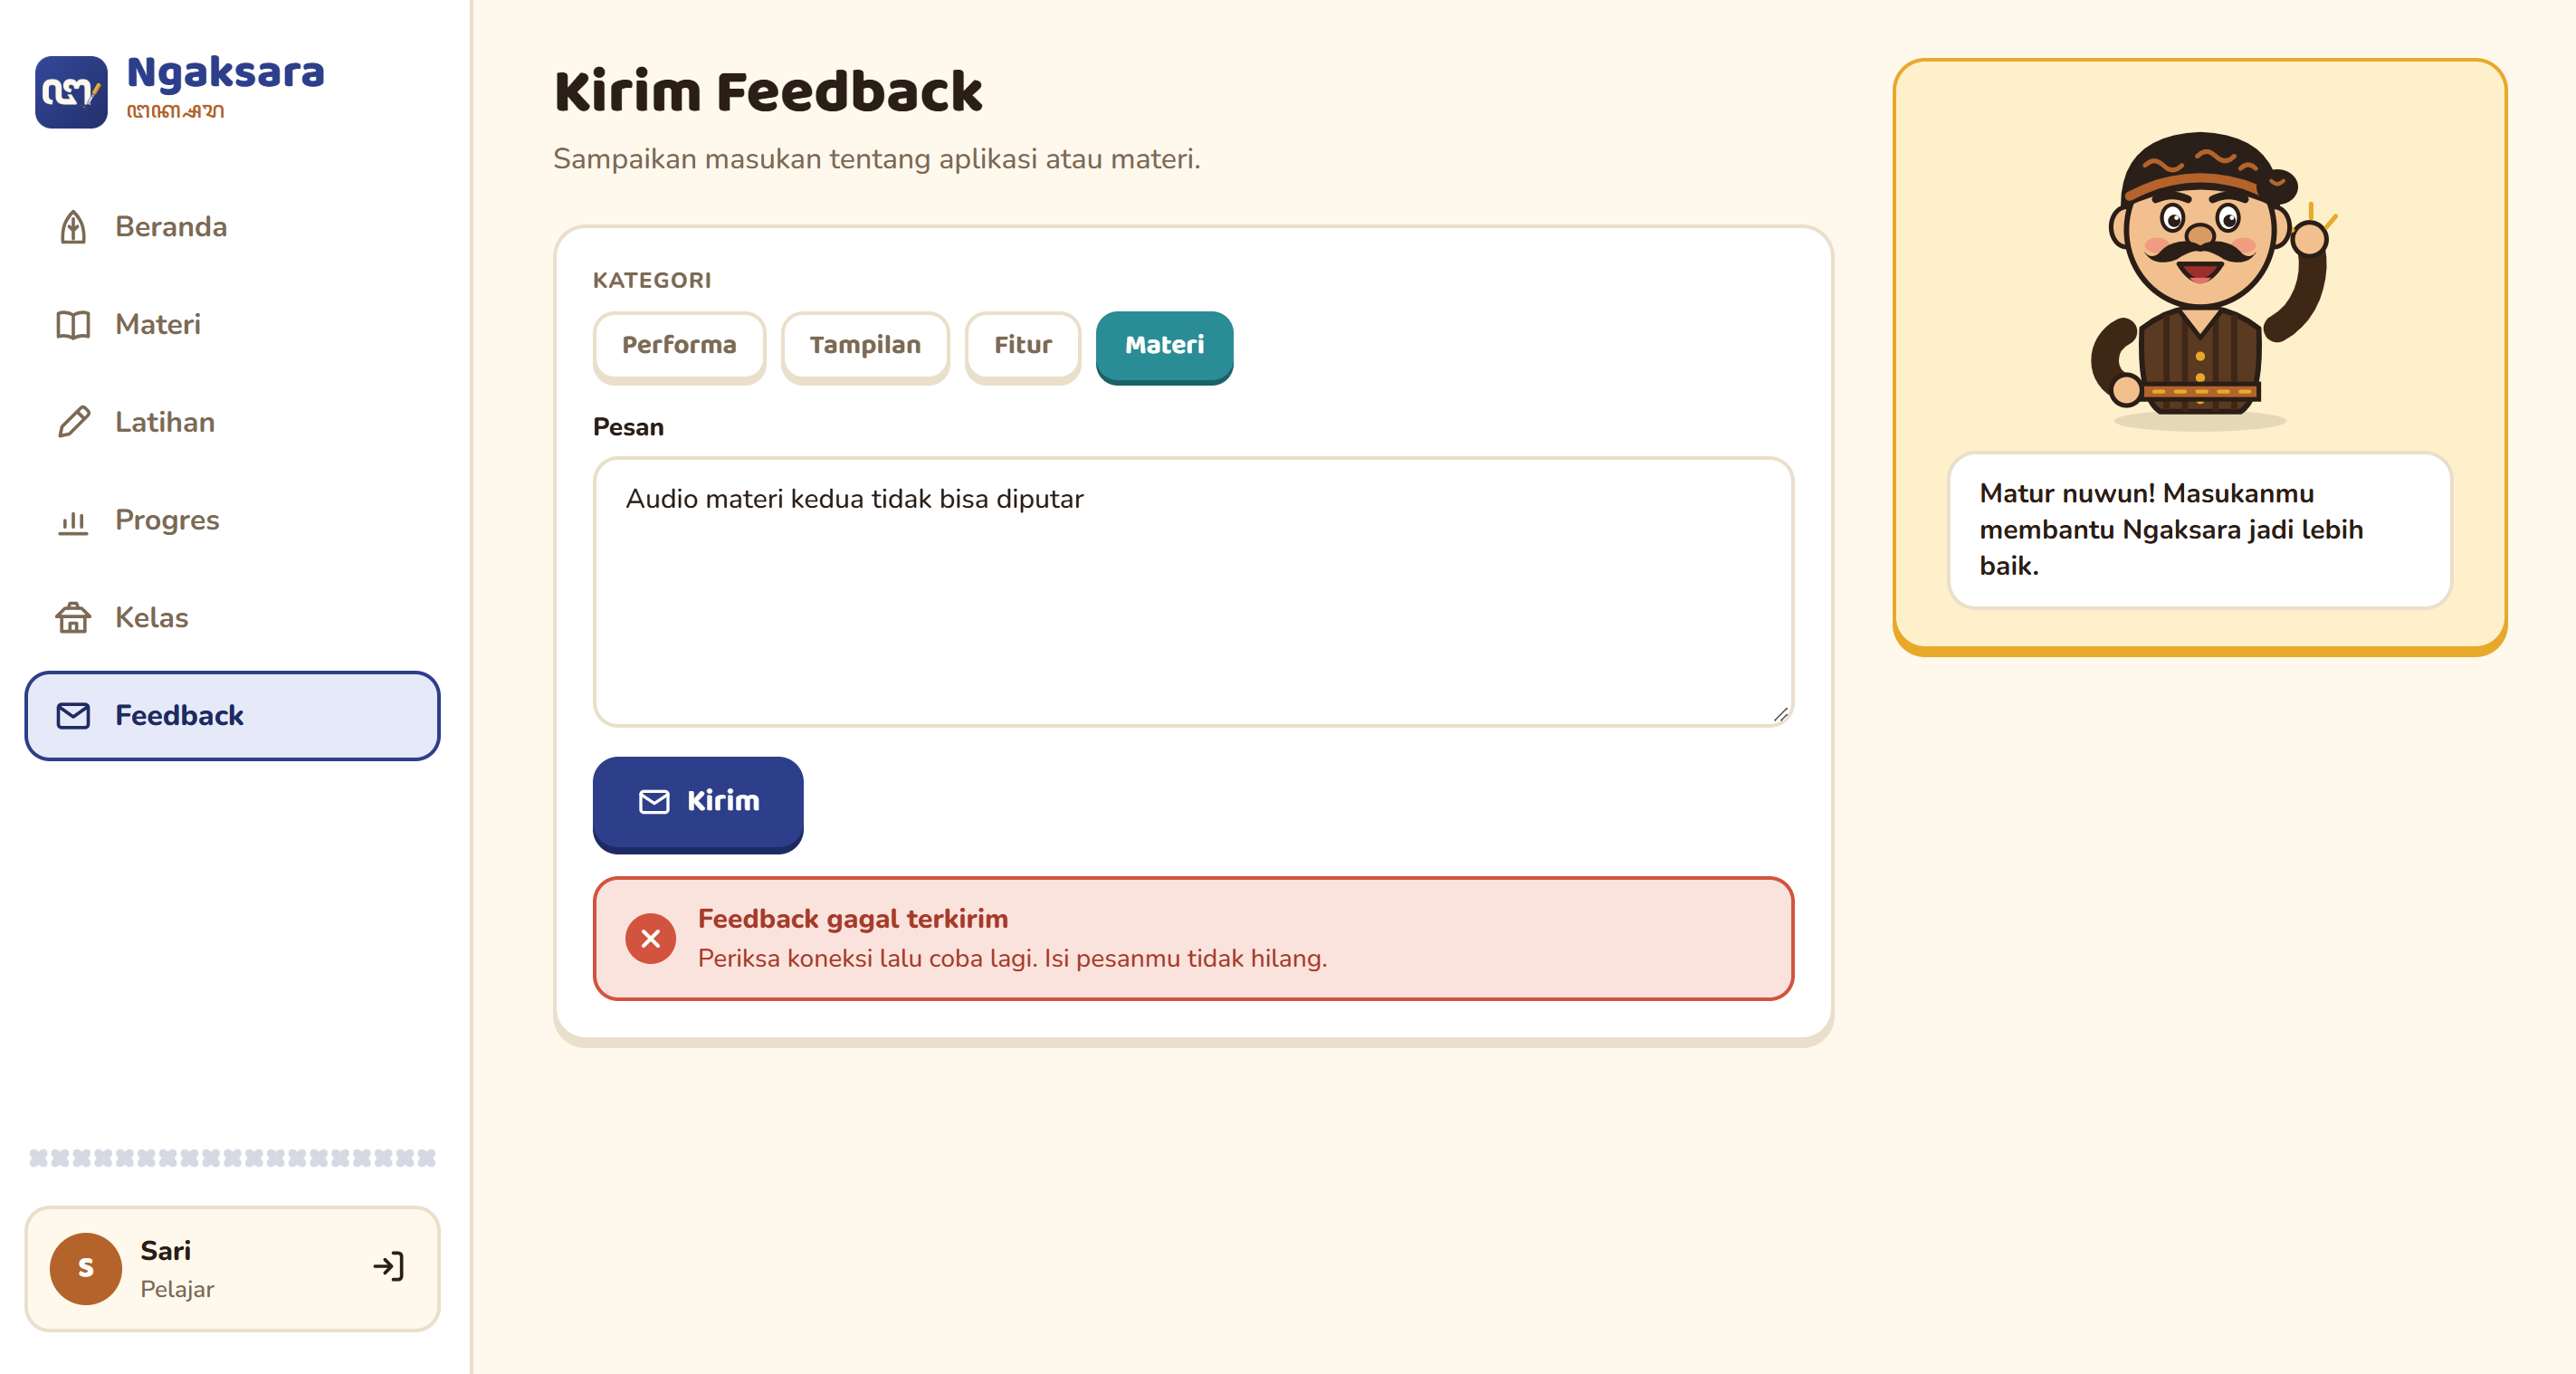 Ngaksara
Beranda
Materi
Latihan
Progres
Kelas
Feedback
S
Sari
Pelajar
Kirim Feedback
Sampaikan masukan tentang aplikasi atau materi.
KATEGORI
Performa Tampilan Fitur Materi
Pesan
Audio materi kedua tidak bisa diputar
Kirim
Feedback gagal terkirim
Periksa koneksi lalu coba lagi. Isi pesanmu tidak hilang.
Matur nuwun! Masukanmu
membantu Ngaksara jadi lebih
baik.